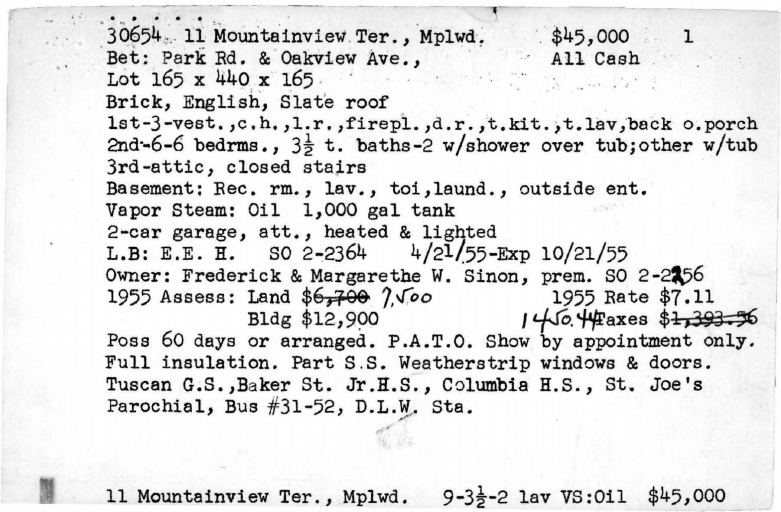 30654. 11 Mountainview Ter., Mplwd. $45,000 1
Bet: Park Rd. & Oakview Ave., All Cash
Lot 165 x 440 x 165
Brick, English, Slate roof
1st-3-vest.,c.h.,l.r.,firepl.,d.r.,t.kit.,t.lav,back o.porch
2nd-6-6 bedrms., 3½ t. baths-2 w/shower over tub;other w/tub
3rd-attic, closed stairs
Basement: Rec. rm., lav., toi,laund., outside ent.
Vapor Steam: Oil 1,000 gal tank
2-car garage, att., heated & lighted
L.B: E.E. H. SO 2-2364 4/21/55-Exp 10/21/55
Owner: Frederick & Margarethe W. Sinon, prem. SO 2-2256
1955 Assess: Land $6,700 7,500 1955 Rate $7.11
Bldg $12,900 1450.44 Taxes $1,393.56
Poss 60 days or arranged. P.A.T.O. Show by appointment only.
Full insulation. Part S.S. Weatherstrip windows & doors.
Tuscan G.S.,Baker St. Jr.H.S., Columbia H.S., St. Joe's
Parochial, Bus #31-52, D.L.W. Sta.
11 Mountainview Ter., Mplwd. 9-3½-2 lav VS:Oil $45,000